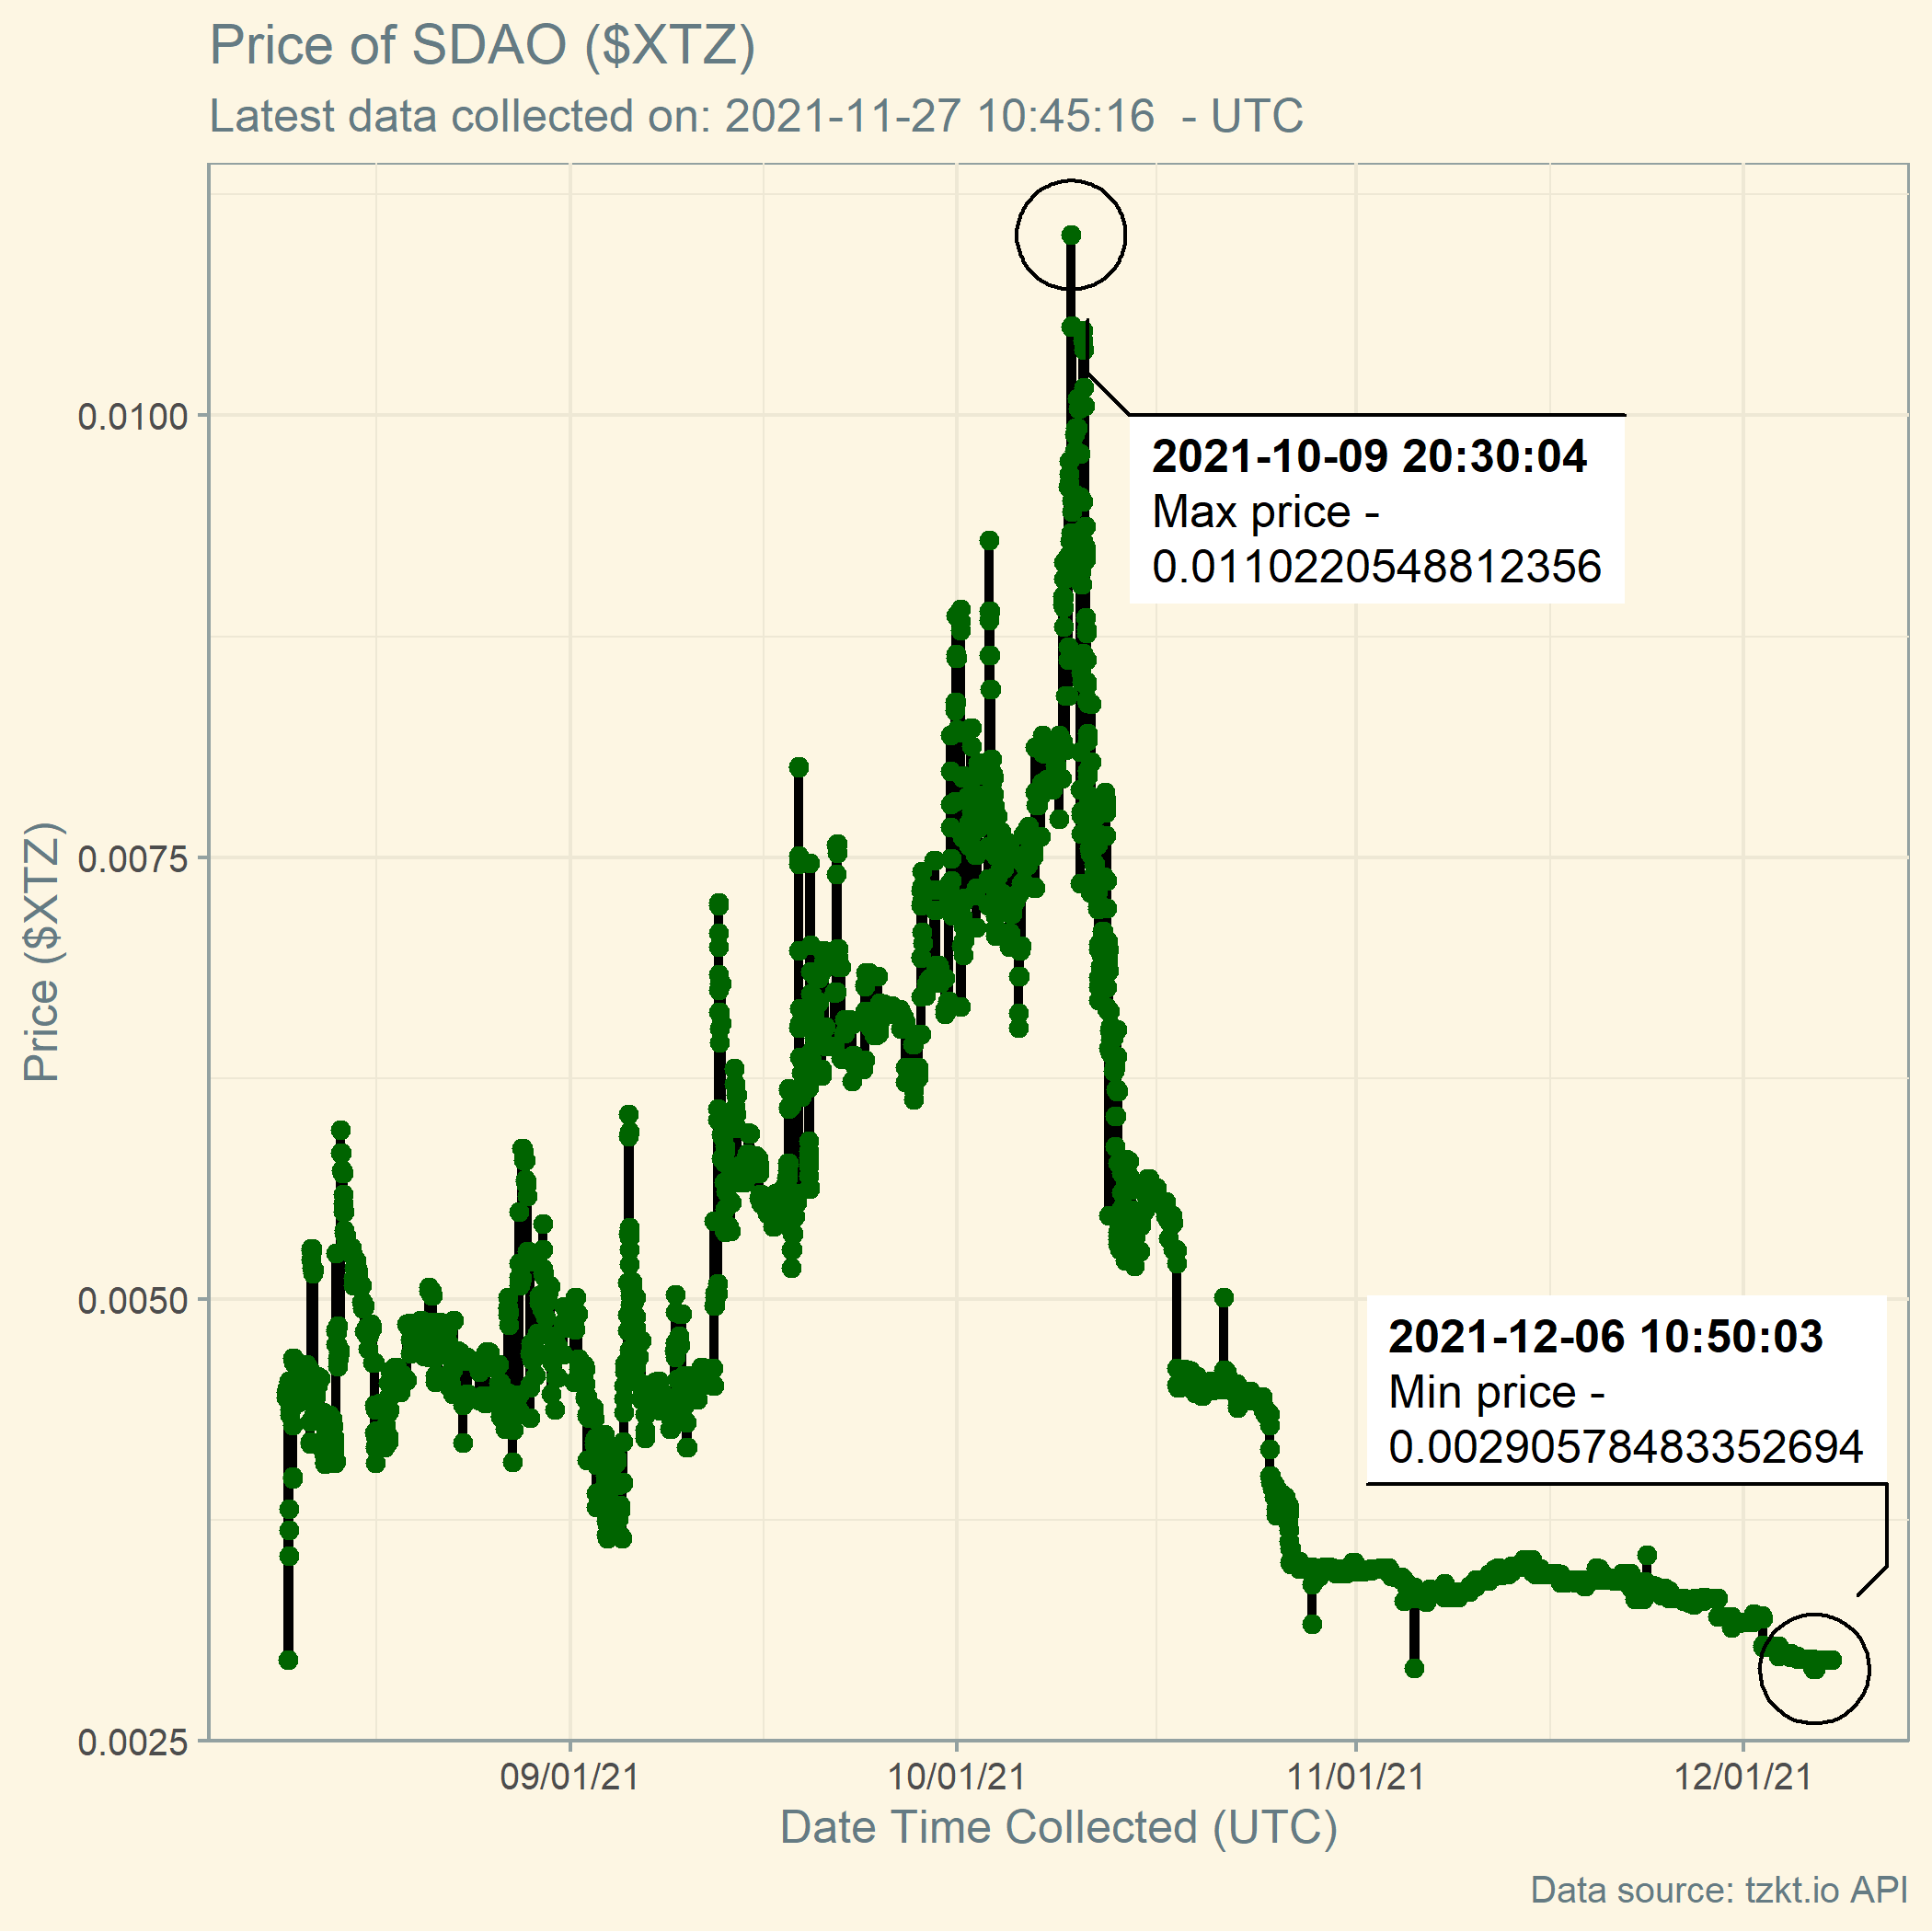 Price of SDAO ($XTZ)
Latest data collected on: 2021-11-27 10:45:16  - UTC
Price ($XTZ)
0.0100
0.0075
0.0050
0.0025
2021-10-09 20:30:04
Max price -
0.0110220548812356
2021-12-06 10:50:03
Min price -
0.00290578483352694
09/01/21
10/01/21
11/01/21
12/01/21
Date Time Collected (UTC)
Data source: tzkt.io API